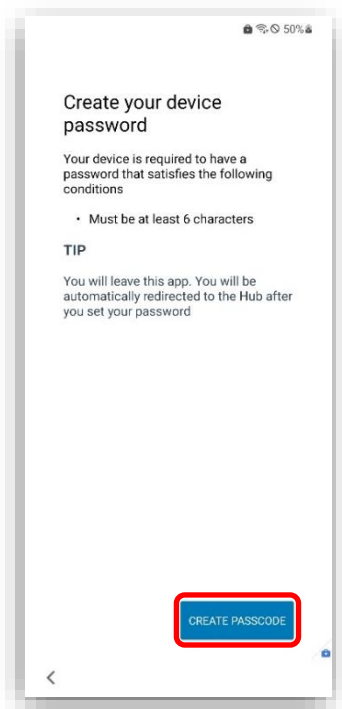 50%
Create your device
password
Your device is required to have a
password that satisfies the following
conditions
• Must be at least 6 characters
TIP
You will leave this app. You will be
automatically redirected to the Hub after
you set your password
CREATE PASSCODE